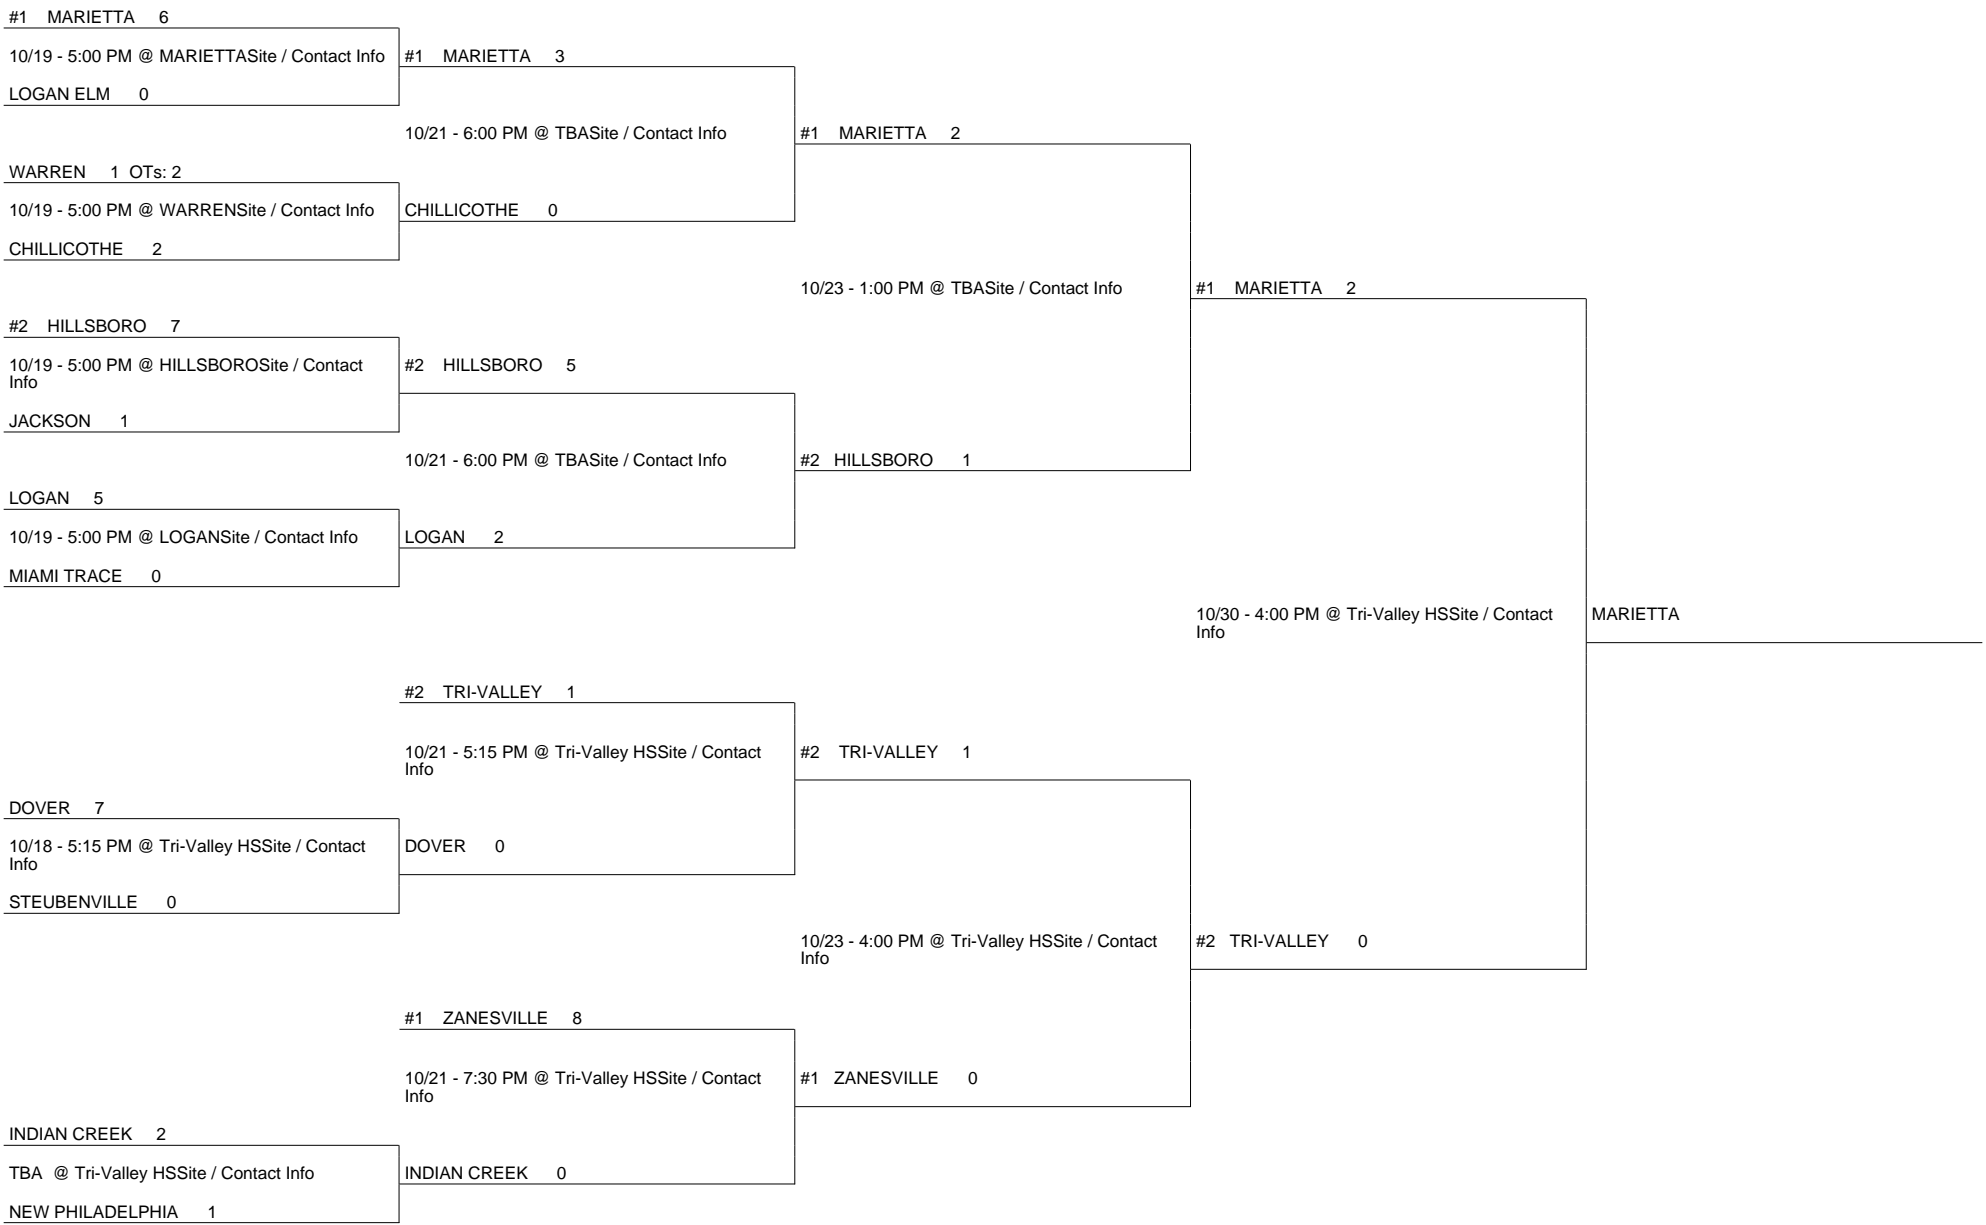 #1 MARIETTA 6
10/19 - 5:00 PM @ MARIETTASite / Contact Info
LOGAN ELM 0
WARREN 1 OTs: 2
10/19 - 5:00 PM @ WARRENSite / Contact Info
CHILLICOTHE 2
#2 HILLSBORO 7
10/19 - 5:00 PM @ HILLSBOROSite / Contact
Info
JACKSON 1
LOGAN 5
10/19 - 5:00 PM @ LOGANSite / Contact Info
MIAMI TRACE 0
DOVER 7
10/18 - 5:15 PM @ Tri-Valley HSSite / Contact
Info
STEUBENVILLE 0
INDIAN CREEK 2
TBA @ Tri-Valley HSSite / Contact Info
NEW PHILADELPHIA 1
#1 MARIETTA 3
10/21 - 6:00 PM @ TBASite / Contact Info
CHILLICOTHE 0
#2 HILLSBORO 5
10/21 - 6:00 PM @ TBASite / Contact Info
LOGAN 2
#2 TRI-VALLEY 1
10/21 - 5:15 PM @ Tri-Valley HSSite / Contact
Info
DOVER 0
#1 ZANESVILLE 8
10/21 - 7:30 PM @ Tri-Valley HSSite / Contact
Info
INDIAN CREEK 0
#1 MARIETTA 2
10/23 - 1:00 PM @ TBASite / Contact Info
#2 HILLSBORO 1
#2 TRI-VALLEY 1
10/23 - 4:00 PM @ Tri-Valley HSSite / Contact
Info
#1 ZANESVILLE 0
#1 MARIETTA 2
10/30 - 4:00 PM @ Tri-Valley HSSite / Contact
Info
#2 TRI-VALLEY 0
MARIETTA